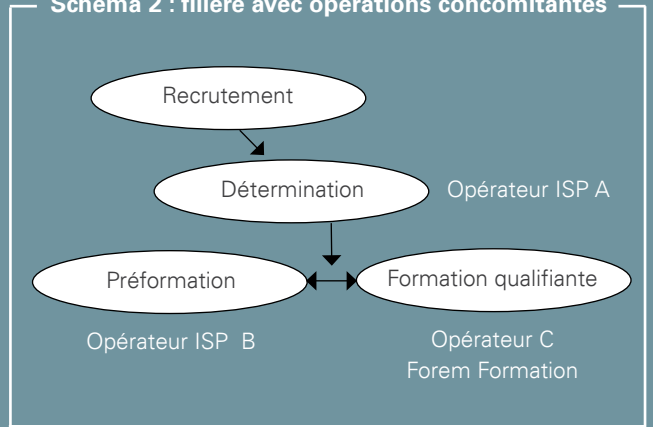 Schéma 2 : filière avec opérations concomitantes
Recrutement
Détermination
Opérateur ISP A
Préformation
Formation qualifiante
Opérateur ISP B
Opérateur C
Forem Formation